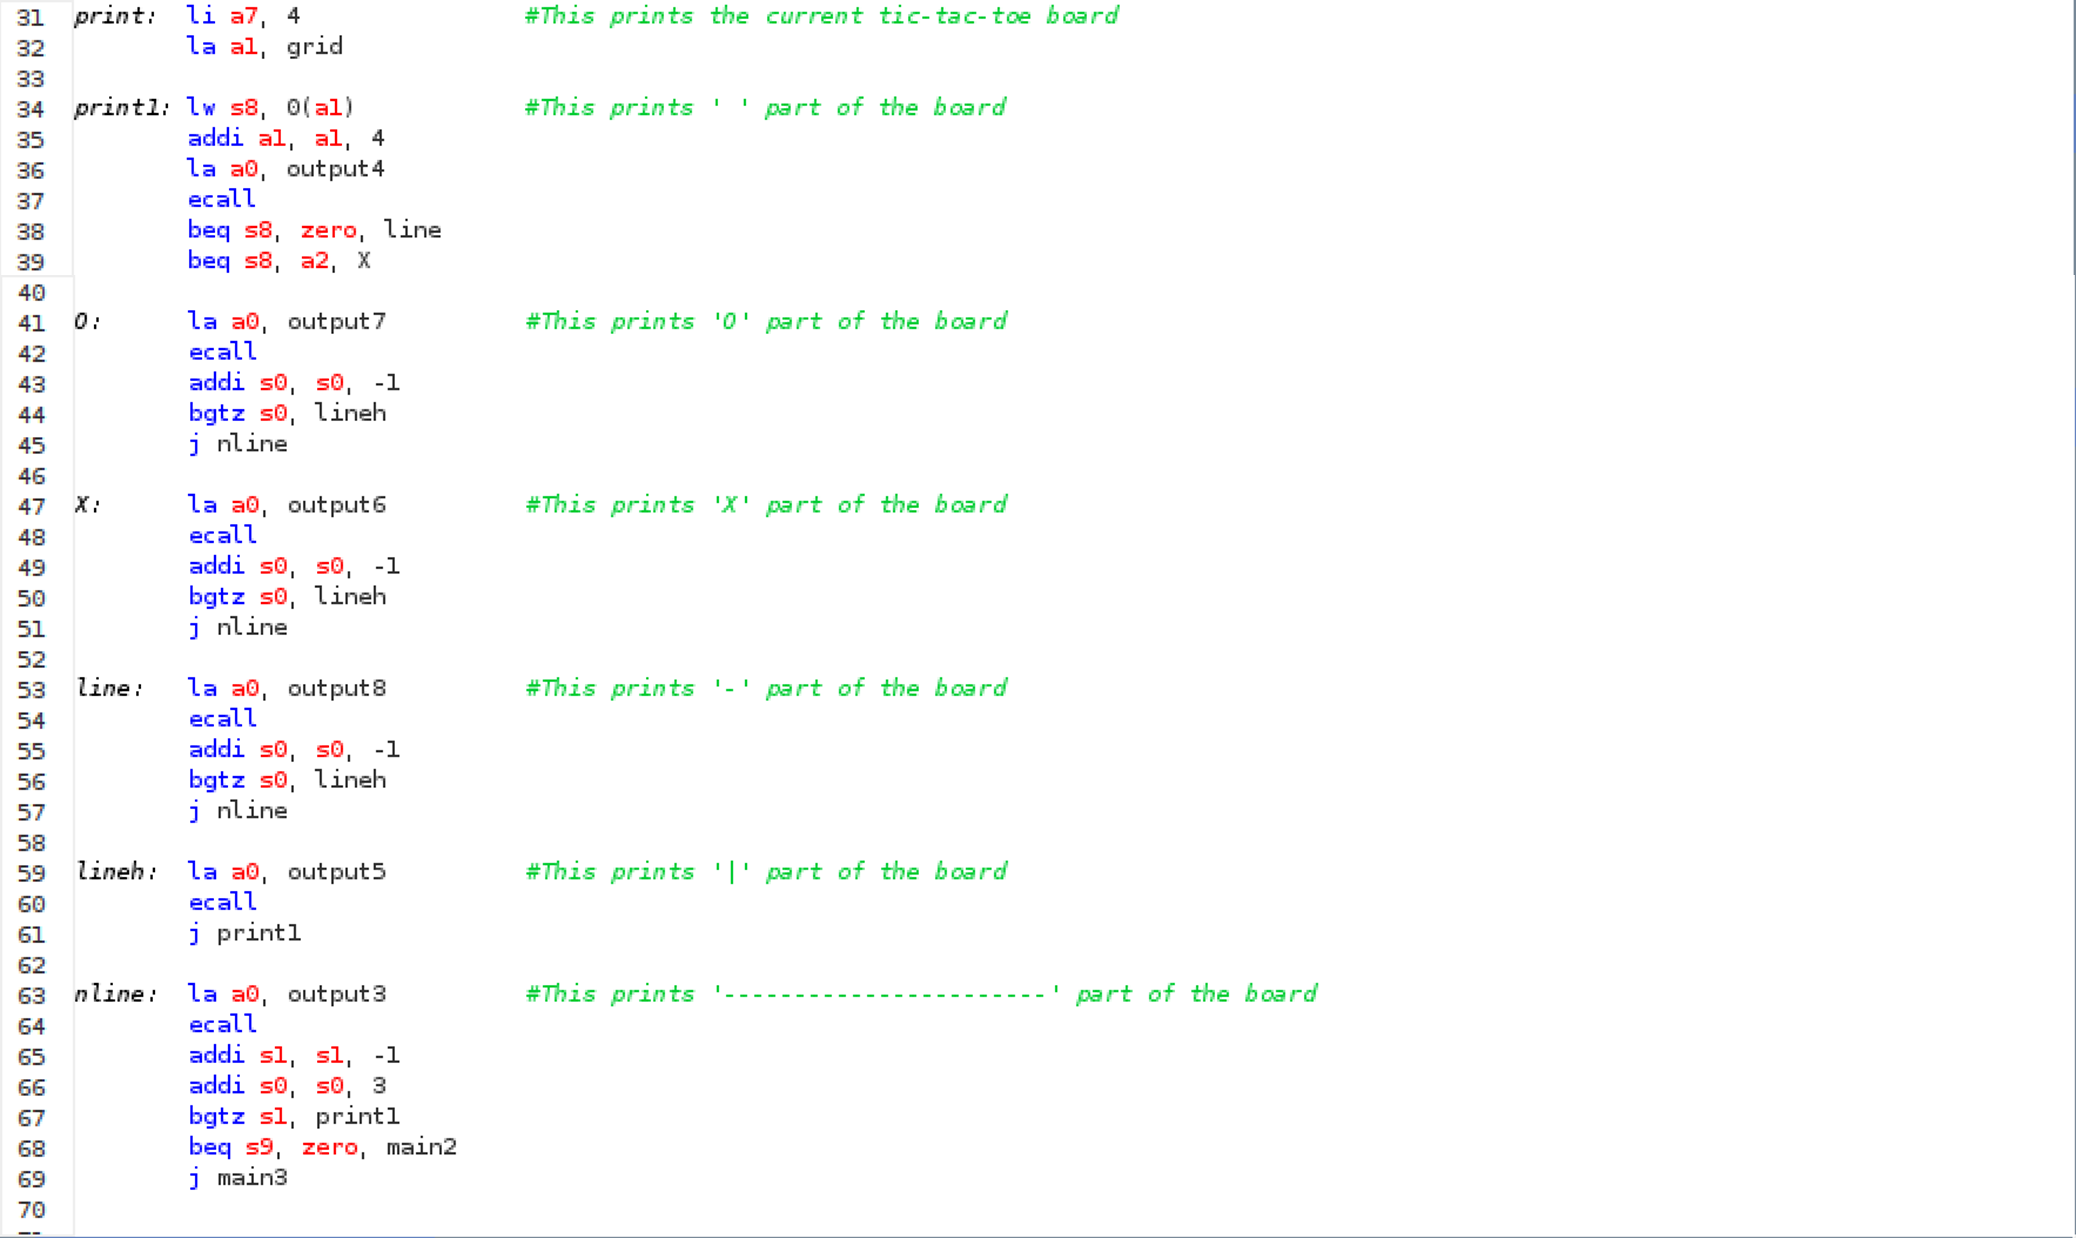 31 print: li a7, 4 #This prints the current tic-tac-toe board
32 la a1, grid
33
34 print1: lw s8, 0(a1) #This prints ' ' part of the board
35 addi a1, a1, 4
36 la a0, output4
37 ecall
38 beq s8, zero, line
39 beq s8, a2, X
40
41 O: la a0, output7 #This prints 'O' part of the board
42 ecall
43 addi s0, s0, -1
44 bgtz s0, lineh
45 j nline
46
47 X: la a0, output6 #This prints 'X' part of the board
48 ecall
49 addi s0, s0, -1
50 bgtz s0, lineh
51 j nline
52
53 line: la a0, output8 #This prints '-' part of the board
54 ecall
55 addi s0, s0, -1
56 bgtz s0, lineh
57 j nline
58
59 lineh: la a0, output5 #This prints '|' part of the board
60 ecall
61 j print1
62
63 nline: la a0, output3 #This prints '-----------------------' part of the board
64 ecall
65 addi s1, s1, -1
66 addi s0, s0, 3
67 bgtz s1, print1
68 beq s9, zero, main2
69 j main3
70